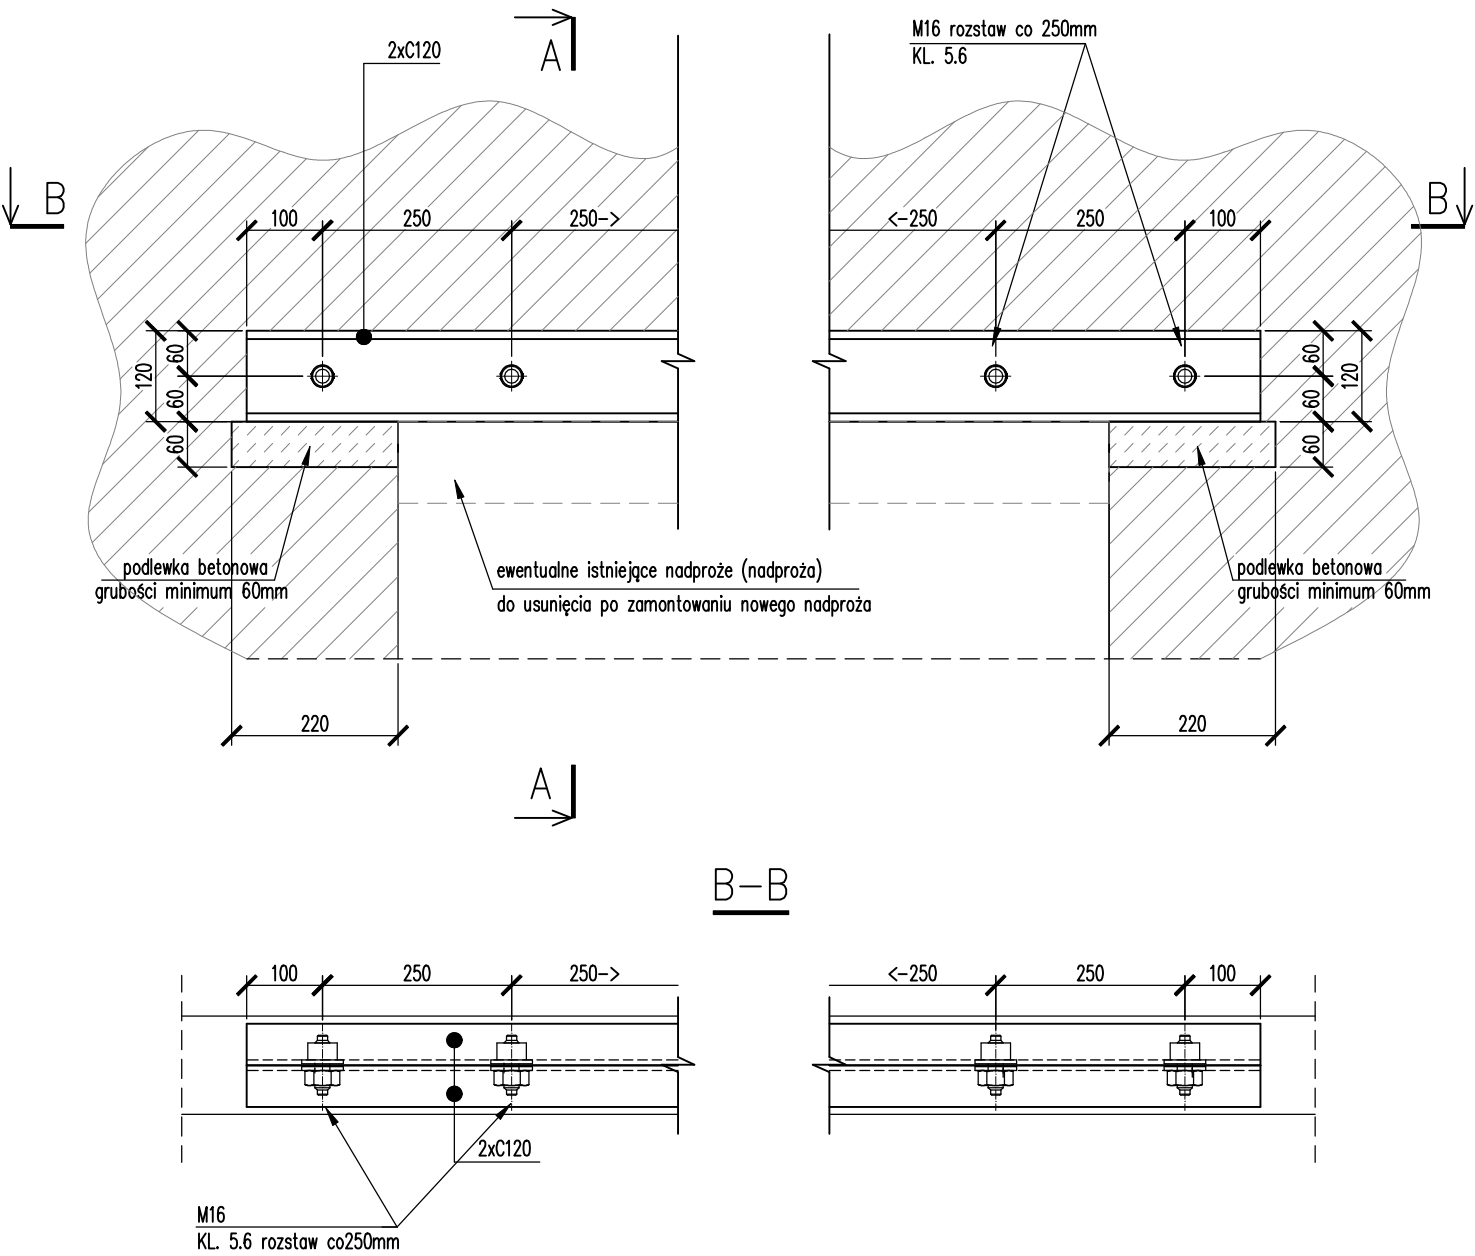 A
2xC120
M16 rozstaw co 250mm
KL. 5.6
B
B
100
250
250->
<-250
250
100
60
120
60
60
60
120
60
60
podlewka betonowa
grubości minimum 60mm
ewentualne istniejące nadproże (nadproża)
do usunięcia po zamontowaniu nowego nadproża
podlewka betonowa
grubości minimum 60mm
220
220
A
B-B
100
250
250->
<-250
250
100
2xC120
M16
KL. 5.6 rozstaw co250mm